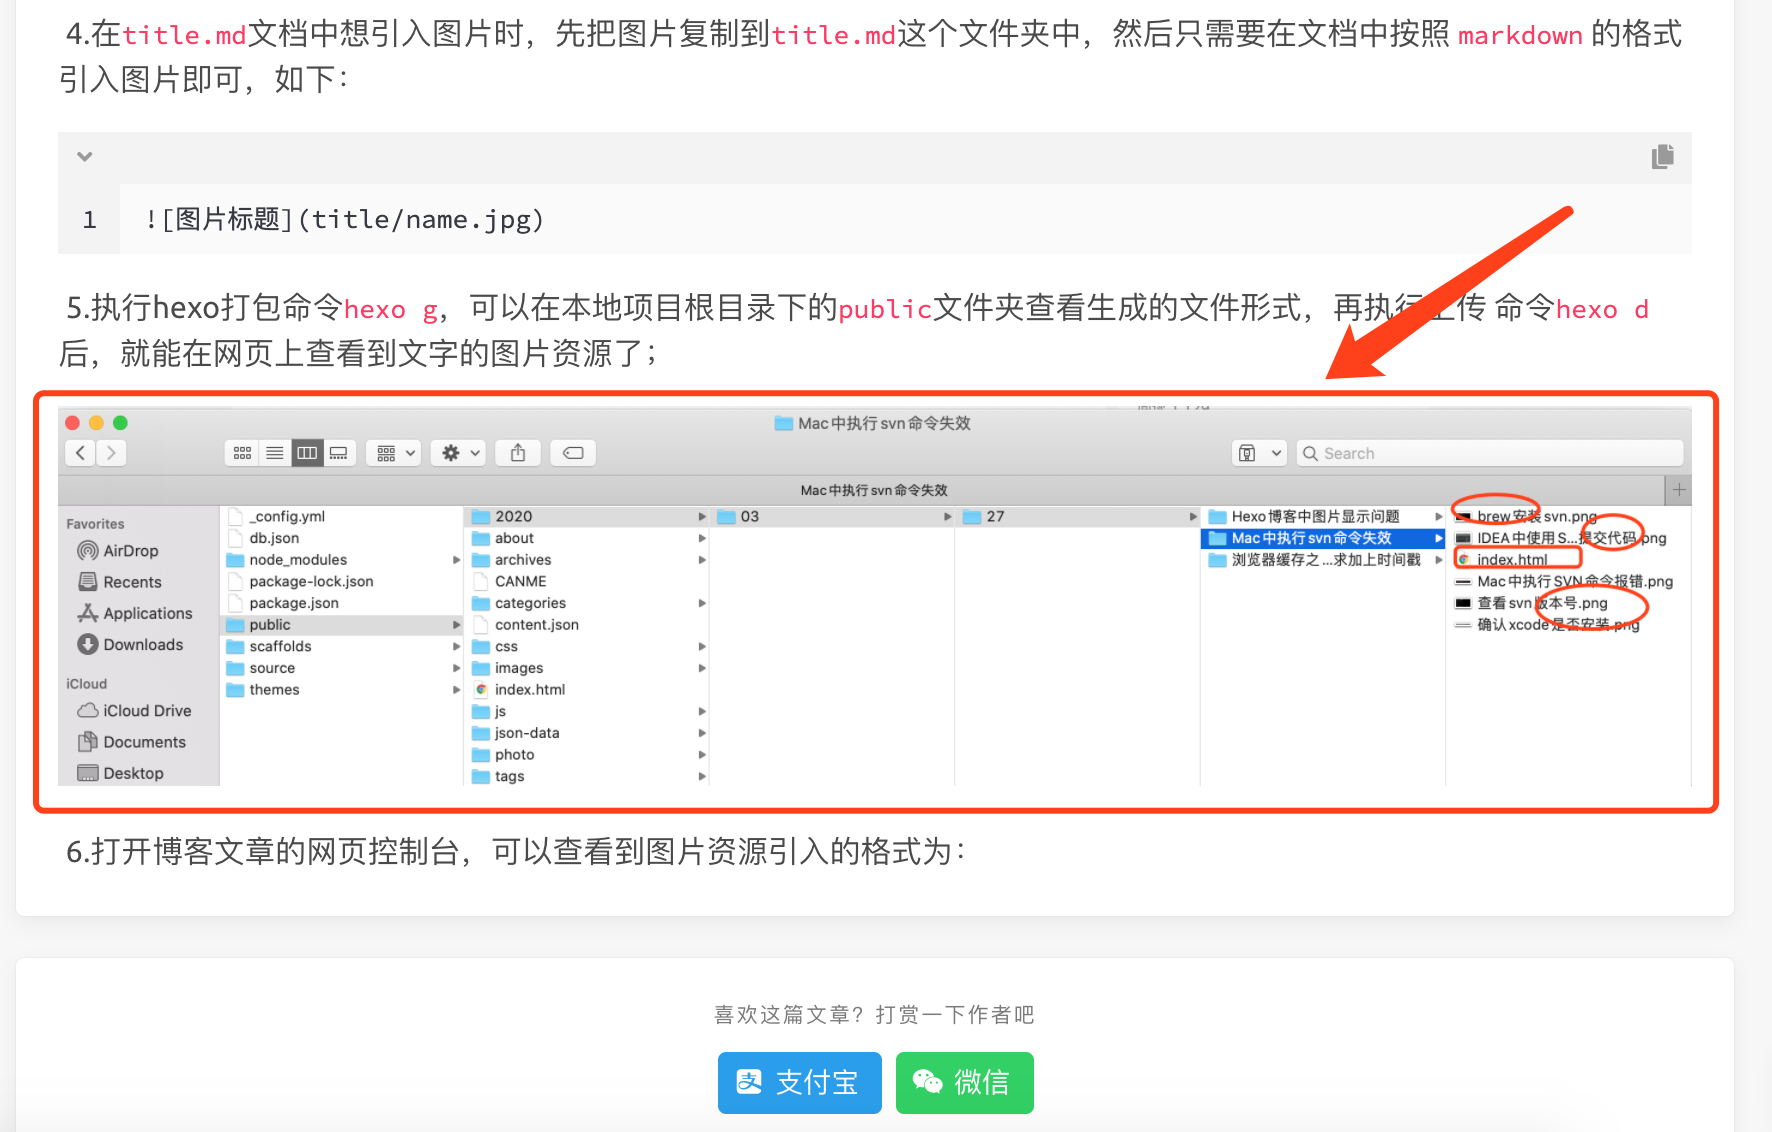 4.在title.md文档中想引入图片时，先把图片复制到title.md这个文件夹中，然后只需要在文档中按照 markdown 的格式
引入图片即可，如下：
1 ![图片标题](title/name.jpg)
5.执行hexo打包命令hexo g，可以在本地项目根目录下的public文件夹查看生成的文件形式，再执行上传 命令hexo d
后，就能在网页上查看到文字的图片资源了；
Mac中执行svn命令失效
Search
Mac中执行svn命令失效
Favorites
AirDrop
Recents
Applications
Downloads
iCloud
iCloud Drive
Documents
Desktop
_config.yml
db.json
node_modules
package-lock.json
package.json
public
scaffolds
source
themes
2020
about
archives
CANME
categories
content.json
css
images
index.html
js
json-data
photo
tags
03
27
Hexo博客中图片显示问题
Mac中执行svn命令失效
浏览器缓存之...求加上时间戳
brew安装svn.png
IDEA中使用S...提交代码.png
index.html
Mac中执行SVN命令报错.png
查看svn版本号.png
确认xcode是否安装.png
6.打开博客文章的网页控制台，可以查看到图片资源引入的格式为：
喜欢这篇文章？打赏一下作者吧
支付宝
微信